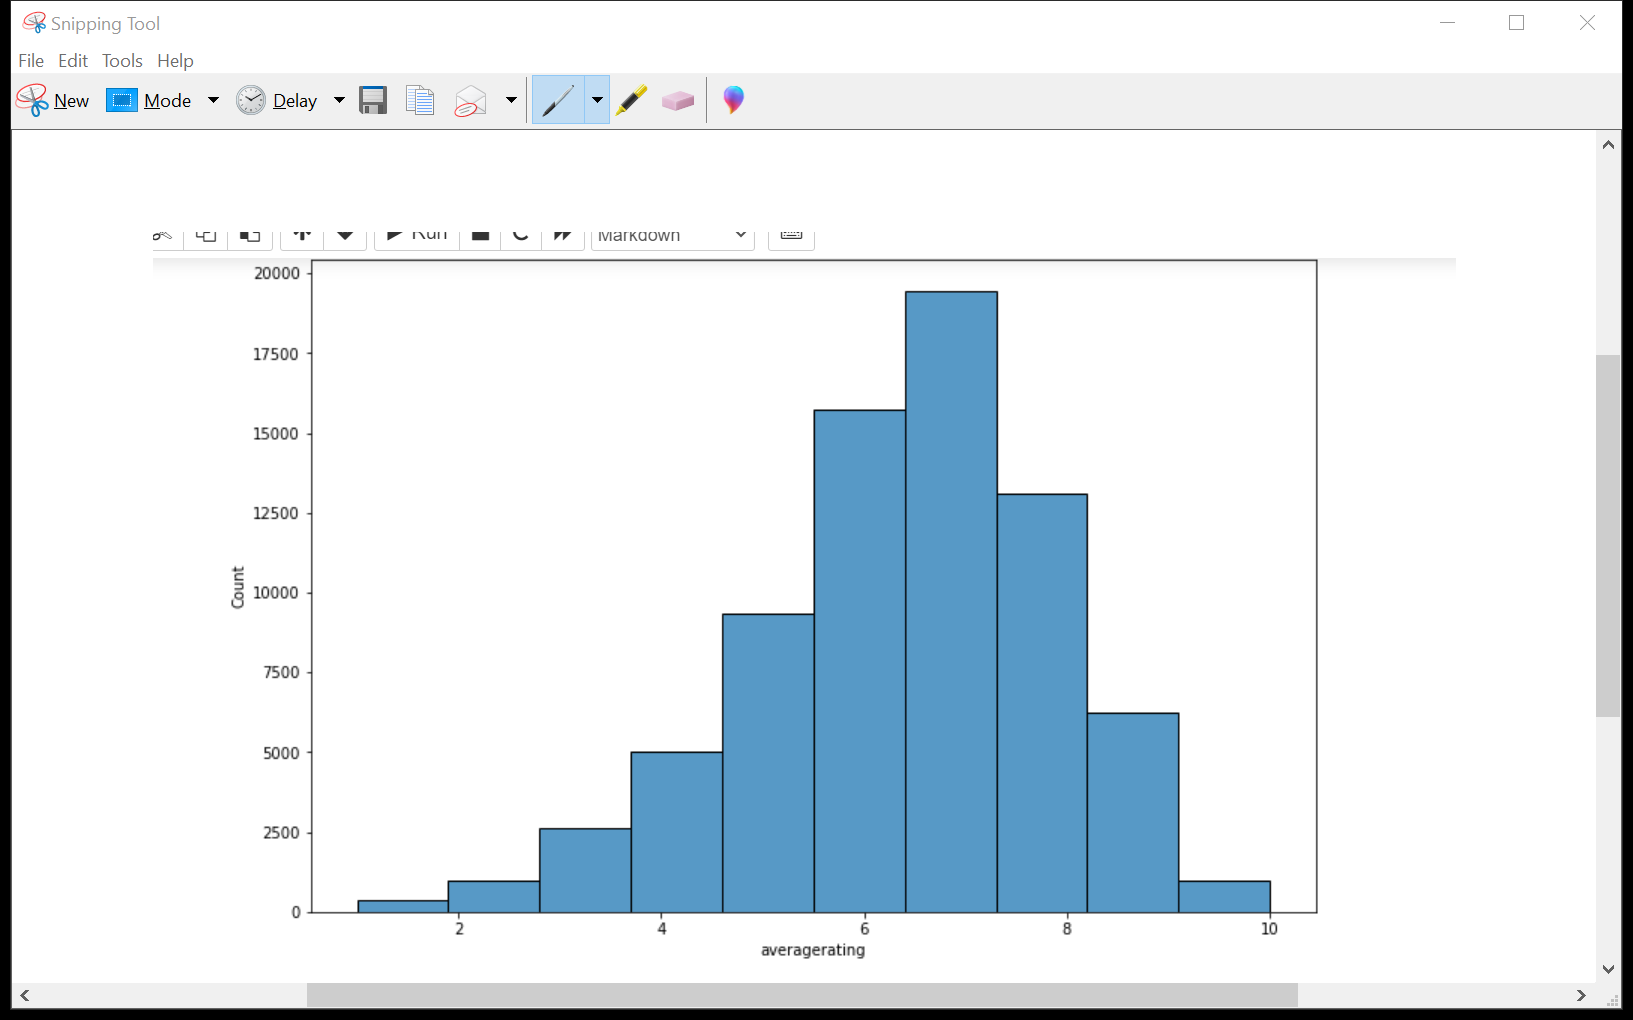 Snipping Tool
File Edit Tools Help
New Mode Delay
Run Markdown
20000
17500
15000
12500
10000
7500
5000
2500
0
Count
2 4 6 8 10
averagerating